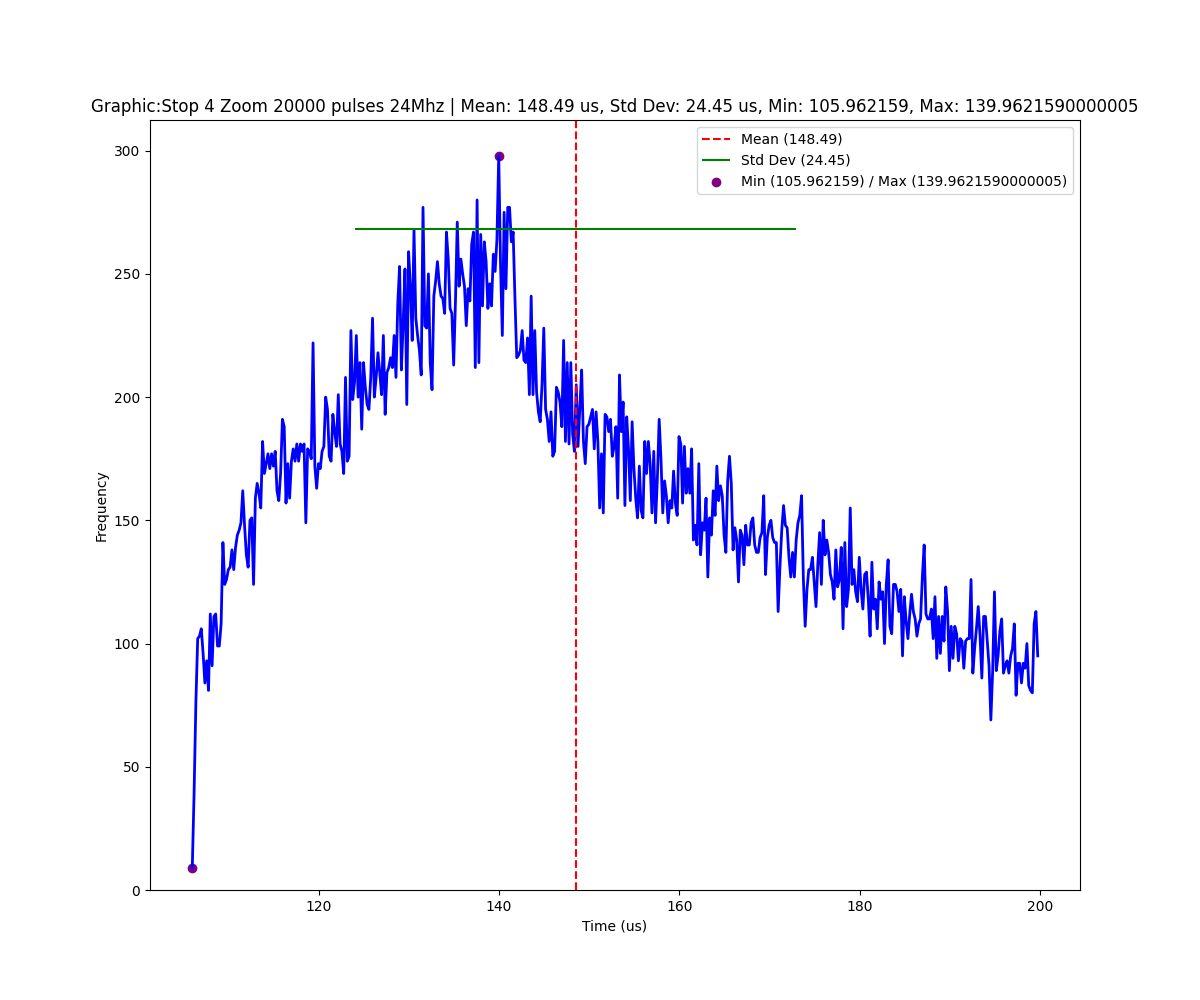 Graphic:Stop 4 Zoom 20000 pulses 24Mhz | Mean: 148.49 us, Std Dev: 24.45 us, Min: 105.962159, Max: 139.9621590000005
Mean (148.49)
Std Dev (24.45)
Min (105.962159) / Max (139.9621590000005)
300
250
200
150
100
50
0
Frequency
120 140 160 180 200
Time (us)